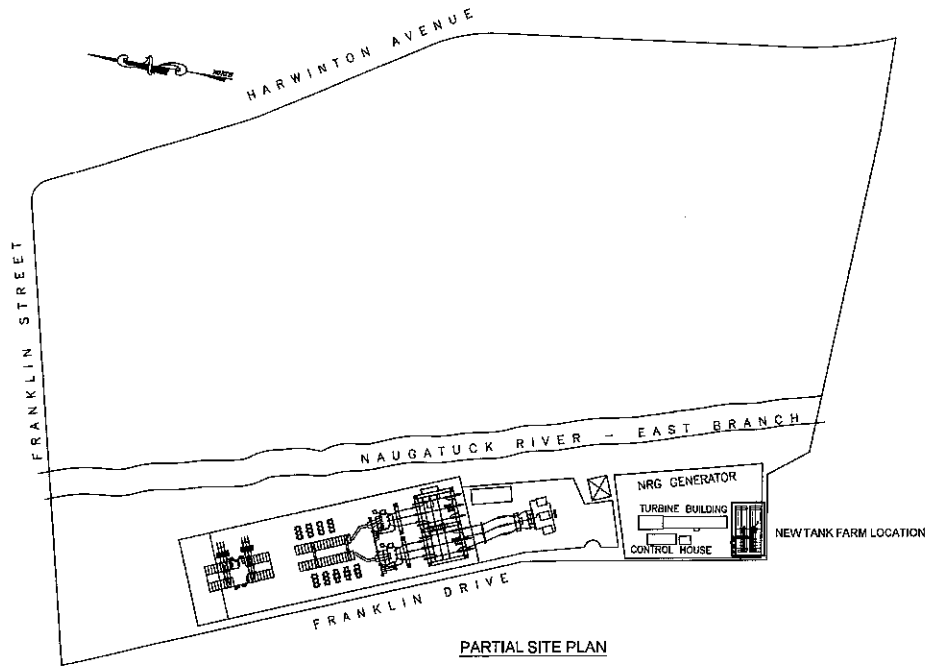 HARWINTON AVENUE
NORTH
FRANKLIN STREET
NAUGATUCK RIVER - EAST BRANCH
NRG GENERATOR
TURBINE BUILDING
CONTROL HOUSE
NEW TANK FARM LOCATION
FRANKLIN DRIVE
PARTIAL SITE PLAN